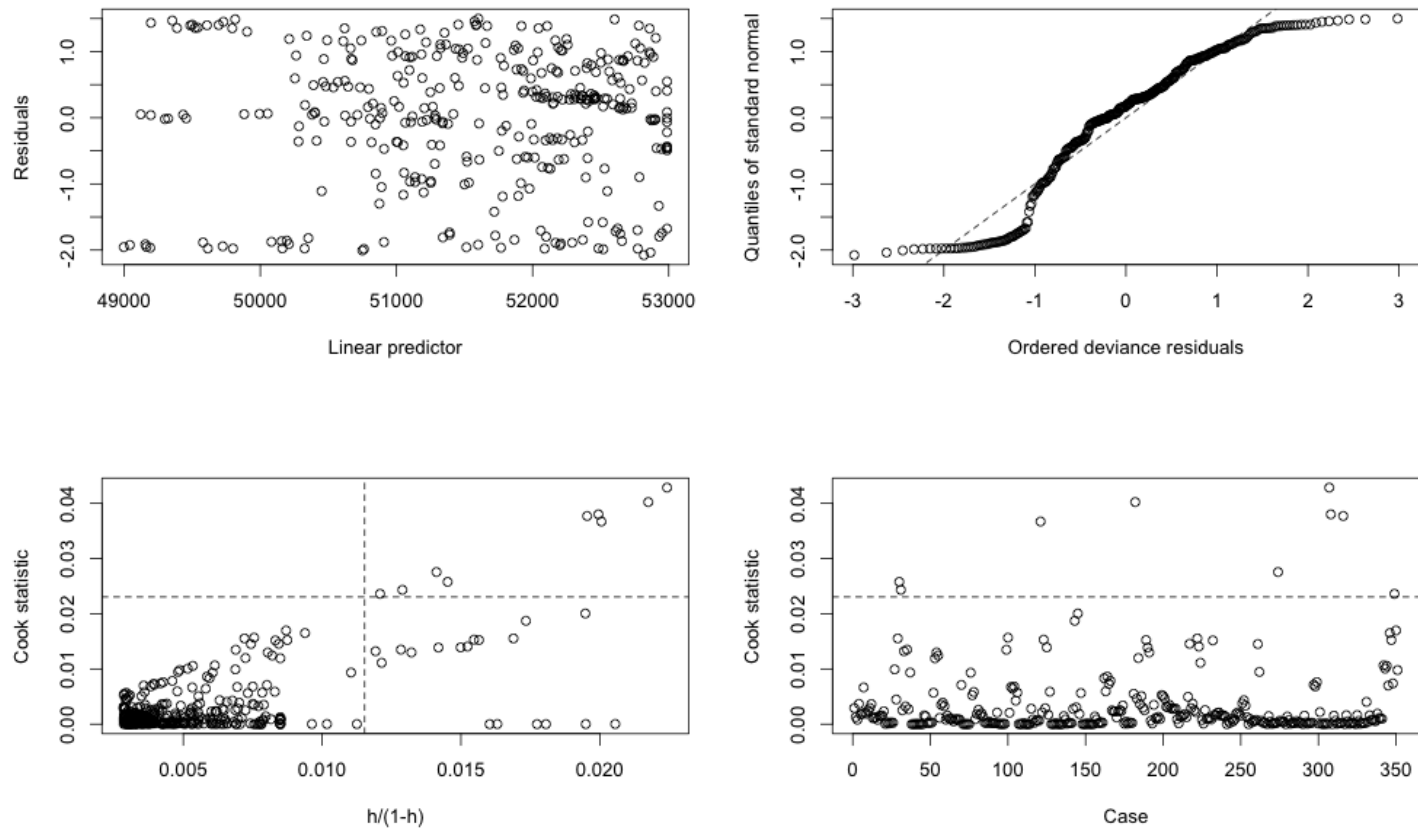 Residuals
1.0
0.0
-1.0
-2.0
49000 50000 51000 52000 53000
Linear predictor
Quantiles of standard normal
1.0
0.0
-1.0
-2.0
-3 -2 -1 0 1 2 3
Ordered deviance residuals
Cook statistic
0.04
0.03
0.02
0.01
0.00
0.005 0.010 0.015 0.020
h/(1-h)
Cook statistic
0.04
0.03
0.02
0.01
0.00
0 50 100 150 200 250 300 350
Case